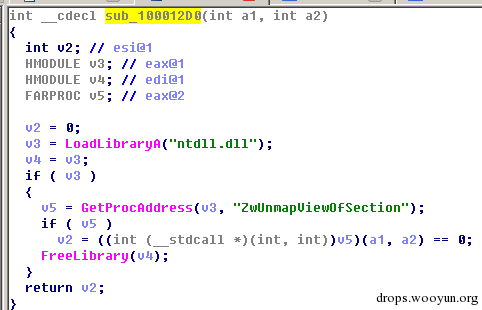 int __cdecl sub_100012D0(int a1, int a2)
{
  int v2; // esi@1
  HMODULE v3; // eax@1
  HMODULE v4; // edi@1
  FARPROC v5; // eax@2

  v2 = 0;
  v3 = LoadLibraryA("ntdll.dll");
  v4 = v3;
  if ( v3 )
  {
    v5 = GetProcAddress(v3, "ZwUnmapViewOfSection");
    if ( v5 )
      v2 = ((int (__stdcall *)(int, int))v5)(a1, a2) == 0;
    FreeLibrary(v4);
  }
  return v2;
}
drops.wooyun.org